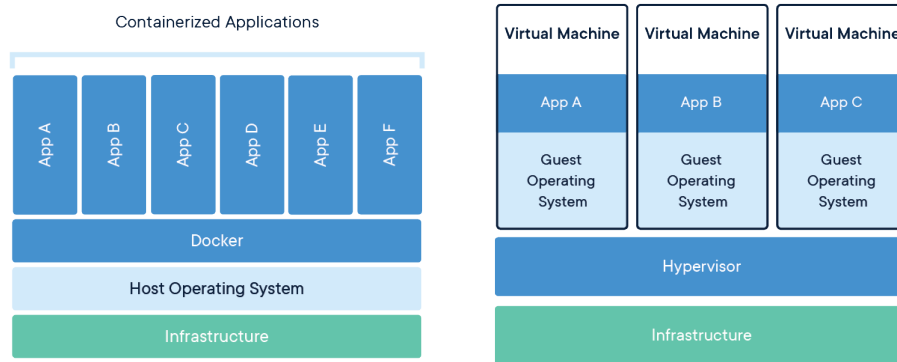 Containerized Applications
App A
App B
App C
App D
App E
App F
Docker
Host Operating System
Infrastructure
Virtual Machine
App A
Guest
Operating
System
Virtual Machine
App B
Guest
Operating
System
Virtual Machine
App C
Guest
Operating
System
Hypervisor
Infrastructure